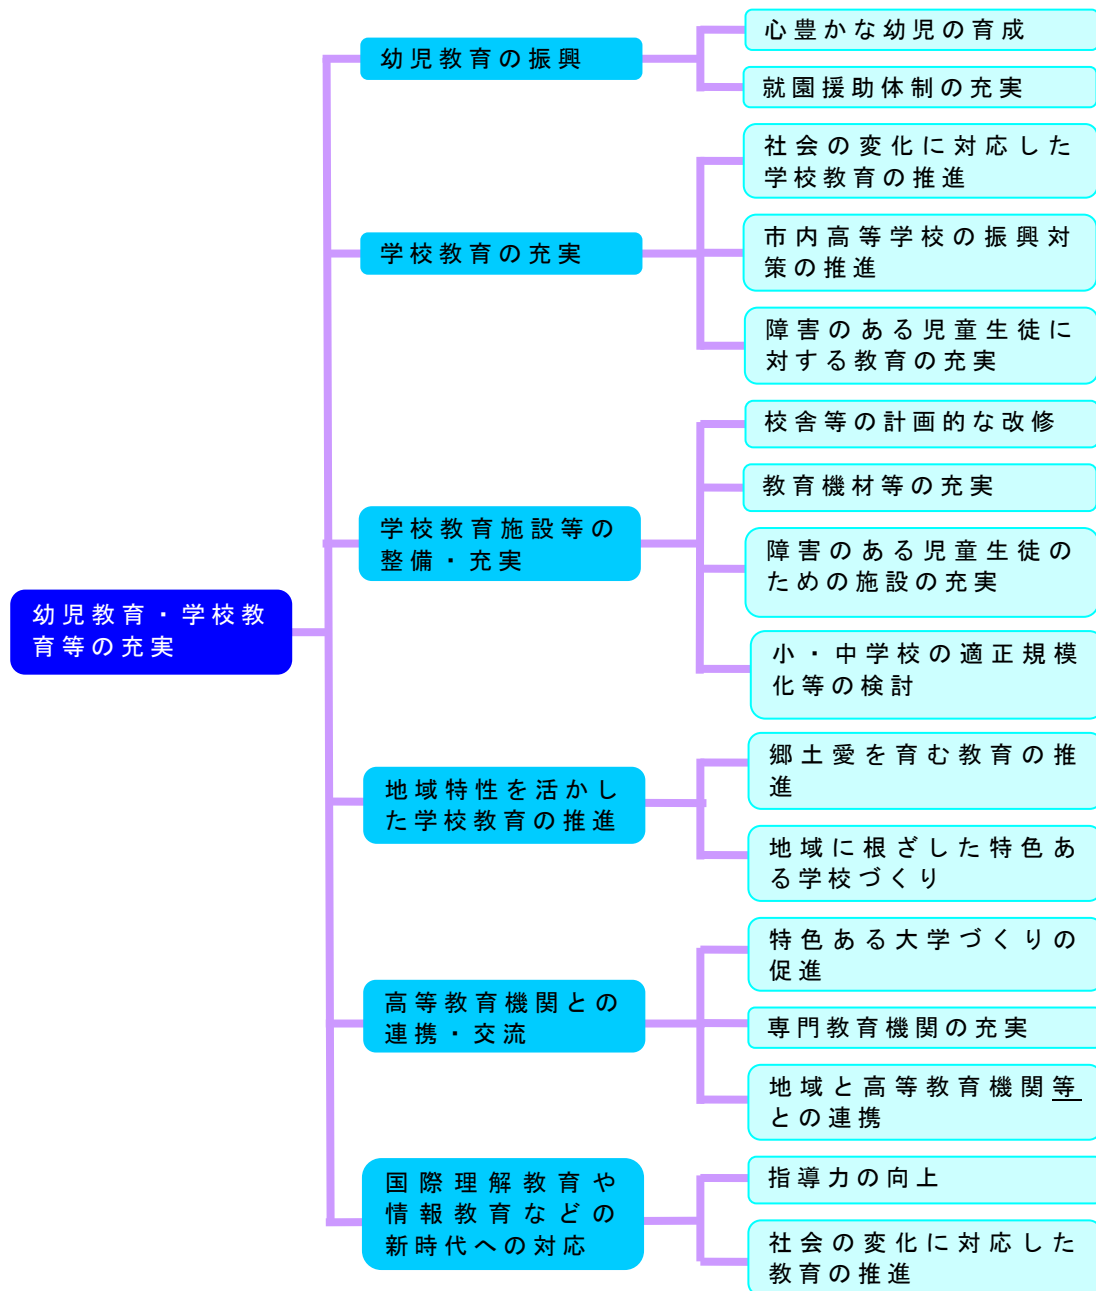 幼児教育・学校教
育等の充実
幼児教育の振興
心豊かな幼児の育成
就園援助体制の充実
学校教育の充実
社会の変化に対応した
学校教育の推進
市内高等学校の振興対
策の推進
障害のある児童生徒に
対する教育の充実
学校教育施設等の
整備・充実
校舎等の計画的な改修
教育機材等の充実
障害のある児童生徒の
ための施設の充実
小・中学校の適正規模
化等の検討
地域特性を活かし
た学校教育の推進
郷土愛を育む教育の推
進
地域に根ざした特色あ
る学校づくり
高等教育機関との
連携・交流
特色ある大学づくりの
促進
専門教育機関の充実
地域と高等教育機関等
との連携
国際理解教育や
情報教育などの
新時代への対応
指導力の向上
社会の変化に対応した
教育の推進